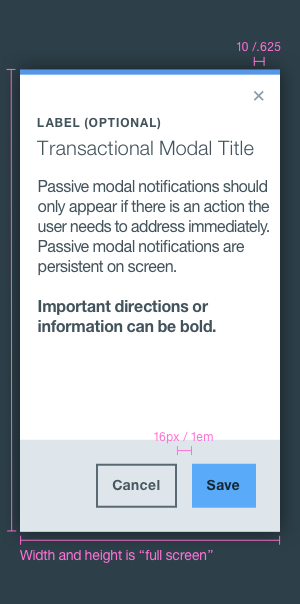 10 /.625
×
LABEL (OPTIONAL)
Transactional Modal Title
Passive modal notifications should
only appear if there is an action the
user needs to address immediately.
Passive modal notifications are
persistent on screen.
Important directions or
information can be bold.
16px / 1em
Cancel
Save
Width and height is “full screen”